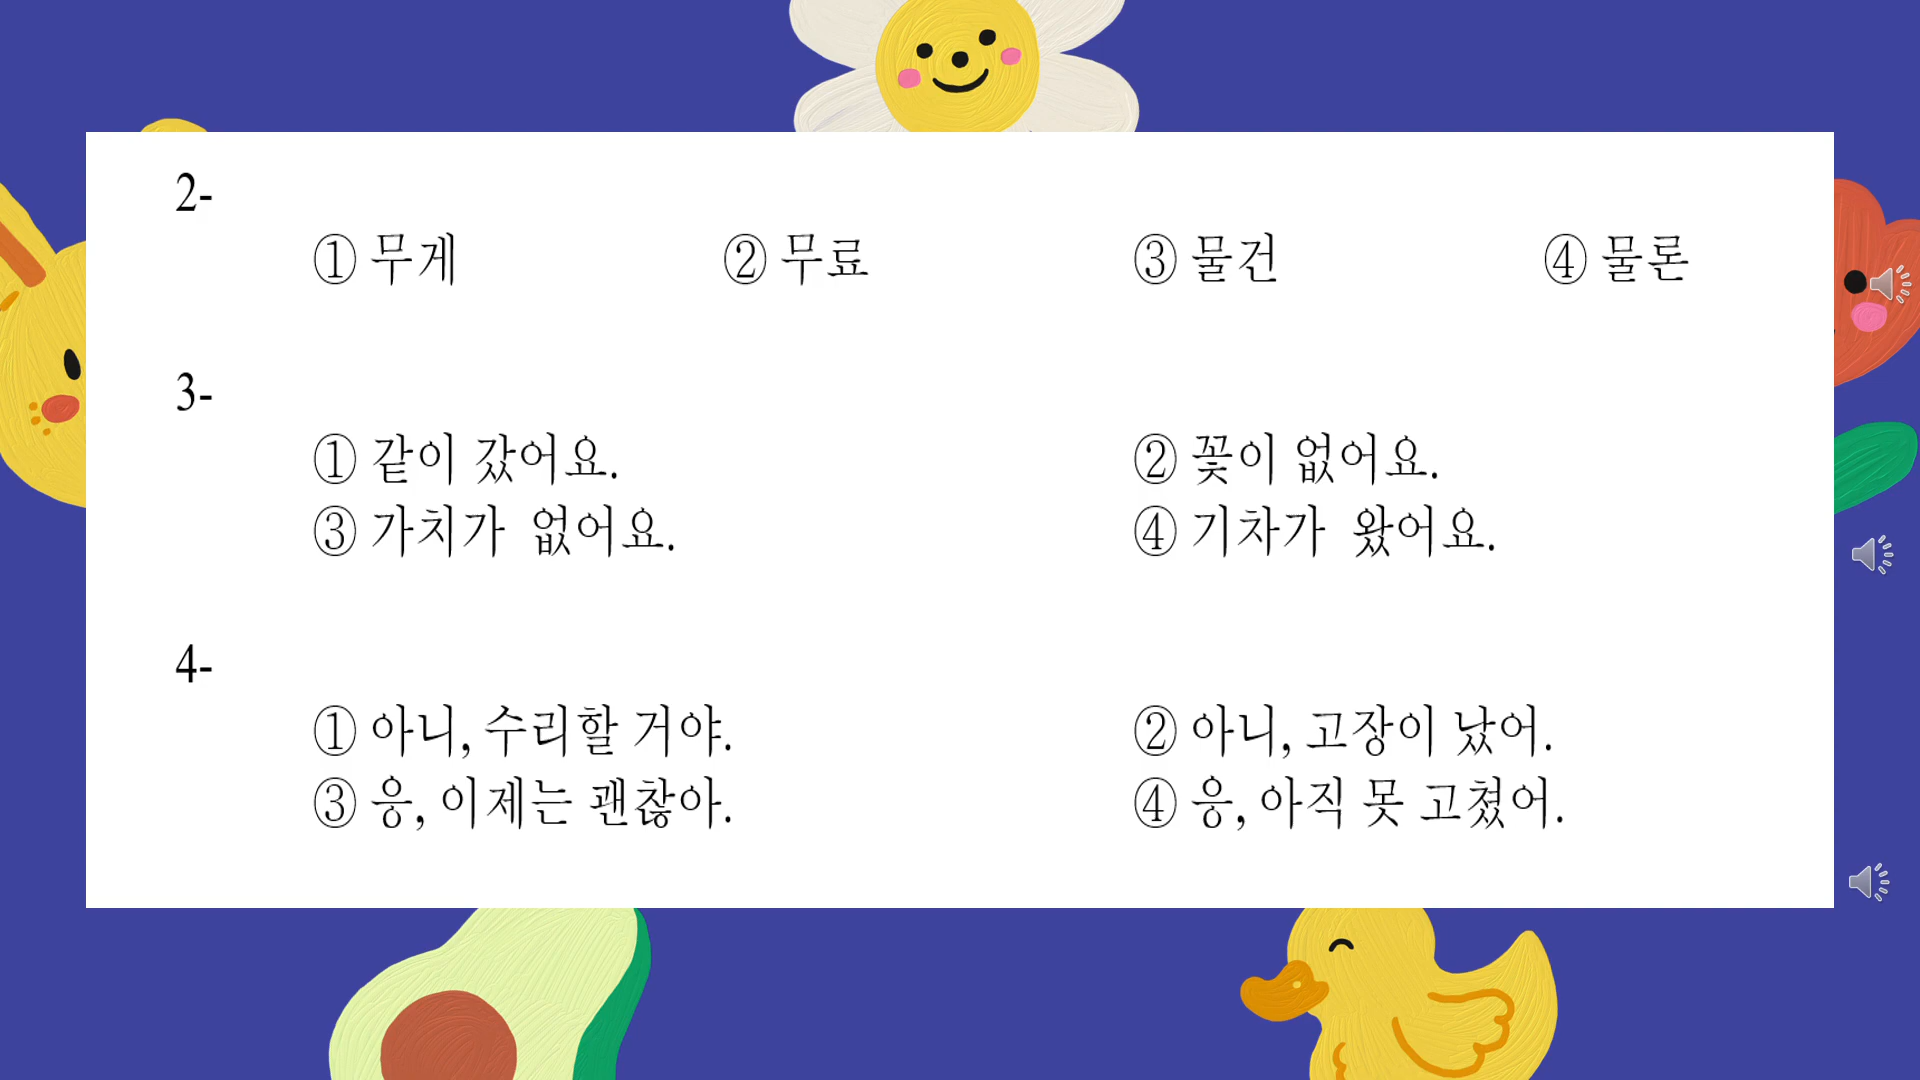 2-
① 무게 ② 무료 ③ 물건 ④ 물론
3-
① 같이 갔어요. ② 꽃이 없어요.
③ 가치가 없어요. ④ 기차가 왔어요.
4-
① 아니, 수리할 거야. ② 아니, 고장이 났어.
③ 응, 이제는 괜찮아. ④ 응, 아직 못 고쳤어.